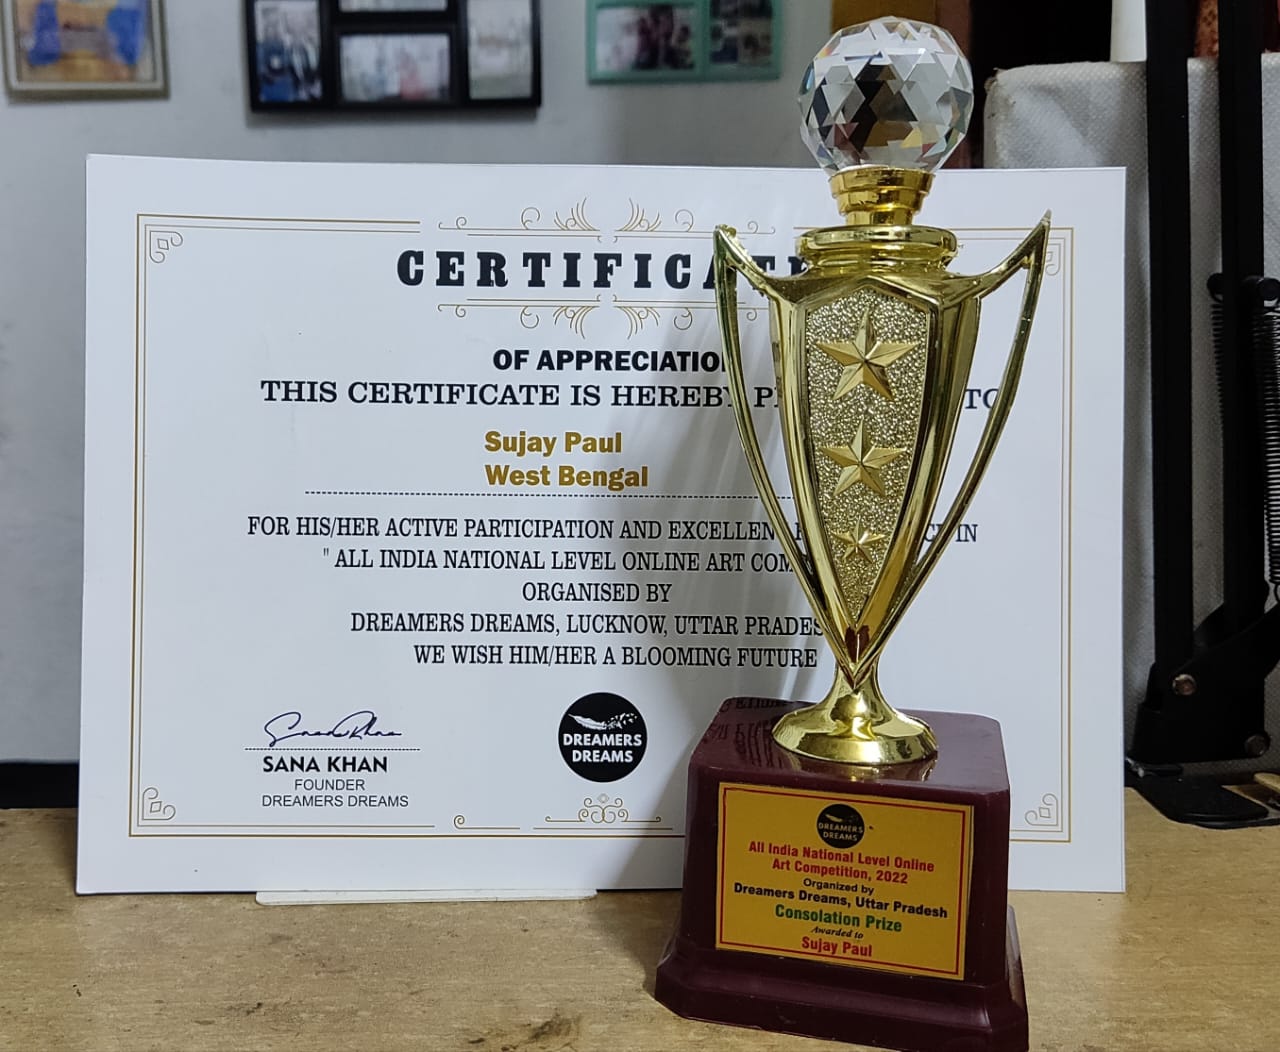 CERTIFICAT
OF APPRECIATIO
THIS CERTIFICATE IS HEREBY P TO
Sujay Paul
West Bengal
FOR HIS/HER ACTIVE PARTICIPATION AND EXCELLEN IN
" ALL INDIA NATIONAL LEVEL ONLINE ART COM
ORGANISED BY
DREAMERS DREAMS, LUCKNOW, UTTAR PRADES
WE WISH HIM/HER A BLOOMING FUTURE
SANA KHAN
FOUNDER
DREAMERS DREAMS
DREAMERS
DREAMS
DREAMERS
DREAMS
All India National Level Online
Art Competition, 2022
Organized by
Dreamers Dreams, Uttar Pradesh
Consolation Prize
Awarded to
Sujay Paul